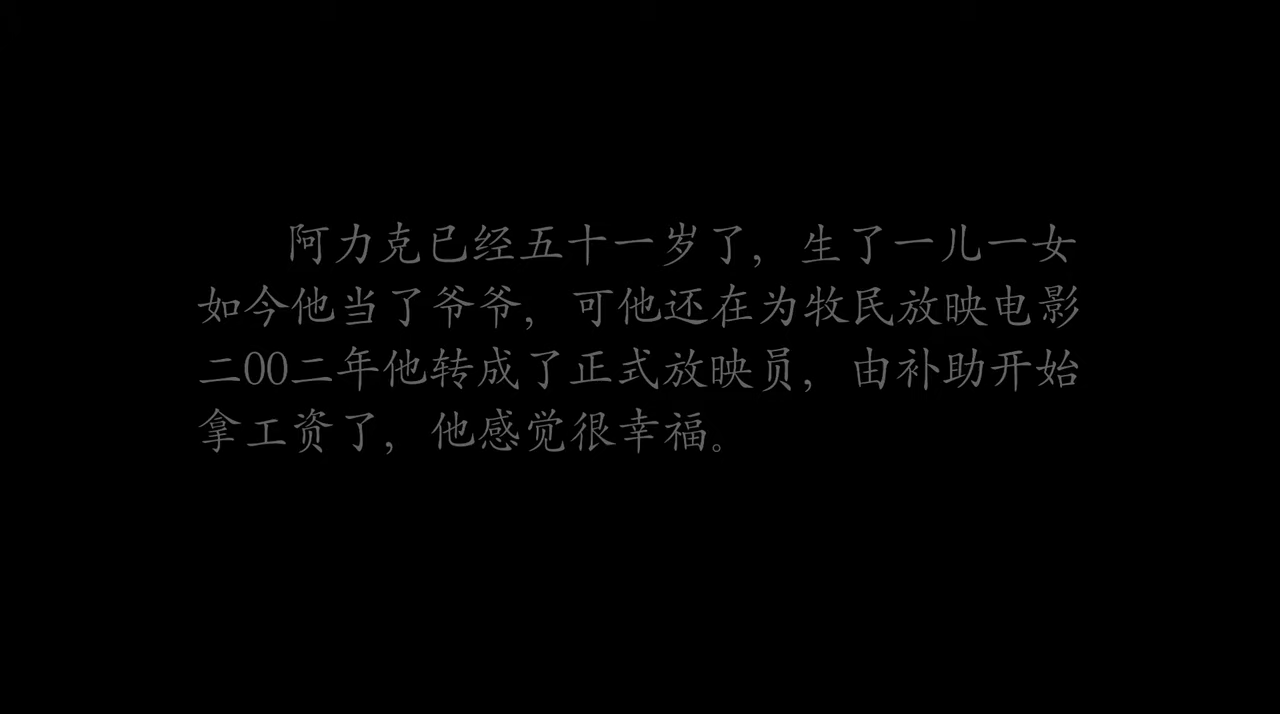 阿力克已经五十一岁了，生了一儿一女
如今他当了爷爷，可他还在为牧民放映电影
二00二年他转成了正式放映员，由补助开始
拿工资了，他感觉很幸福。